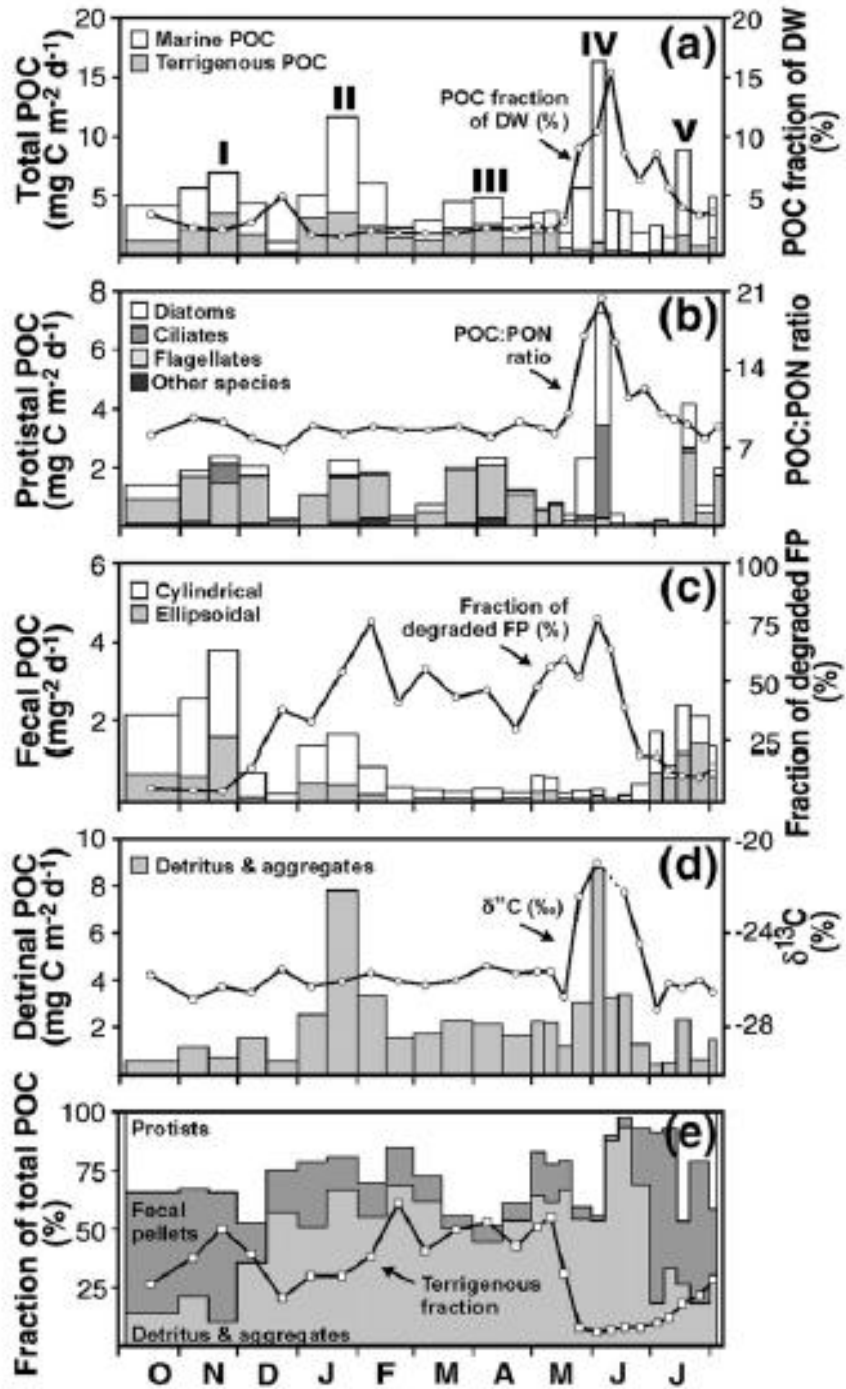 20
15
10
5
Total POC
(mg C m-2 d-1)
Marine POC
Terrigenous POC
I
II
III
IV
V
POC fraction
of DW (%)
(a)
20
15
10
5
POC fraction of DW
(%)
8
6
4
2
Protistal POC
(mg C m-2 d-1)
Diatoms
Ciliates
Flagellates
Other species
POC:PON
ratio
(b)
21
14
7
POC:PON ratio
6
4
2
Fecal POC
(mg-2 d-1)
Cylindrical
Ellipsoidal
Fraction of
degraded FP (%)
(c)
100
75
50
25
Fraction of degraded FP
(%)
10
8
6
4
2
Detrinal POC
(mg C m-2 d-1)
Detritus & aggregates
δ"C (‰)
(d)
-20
-24
-28
δ13C
(%)
100
75
50
25
Fraction of total POC
(%)
Protists
Fecal
pellets
Detritus & aggregates
Terrigenous
fraction
(e)
O N D J F M A M J J